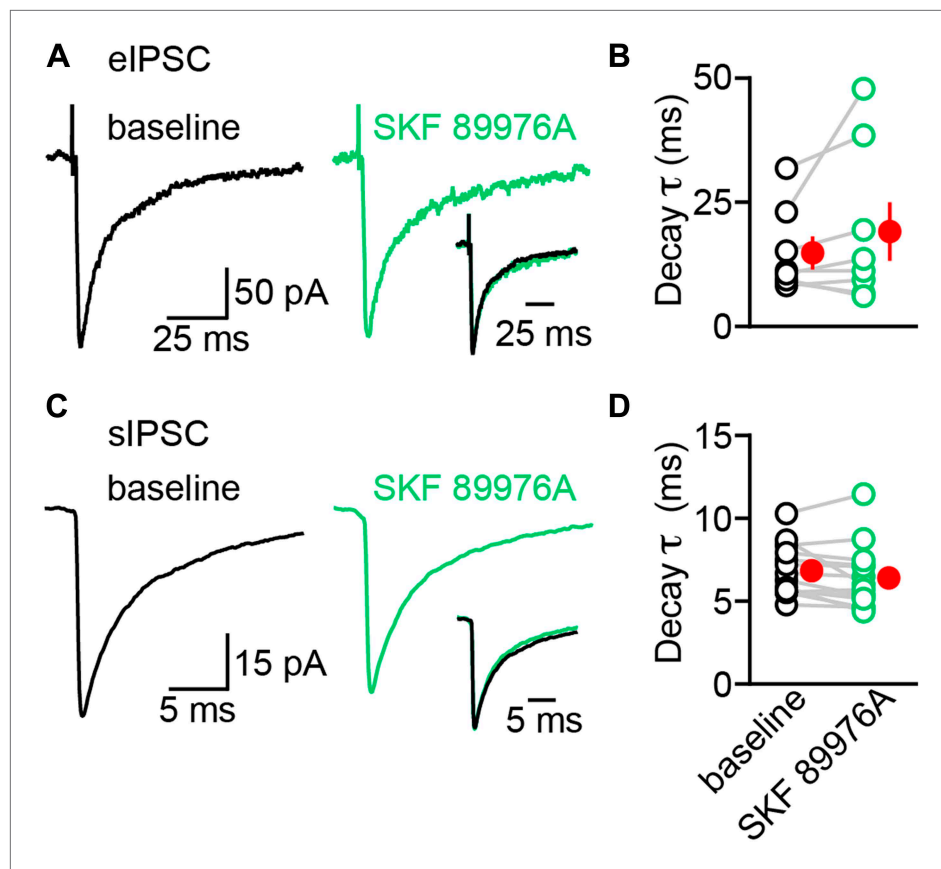 A
eIPSC
baseline
SKF 89976A
50 pA
25 ms
25 ms
B
Decay τ (ms)
50
25
0
C
sIPSC
baseline
SKF 89976A
15 pA
5 ms
5 ms
D
Decay τ (ms)
15
10
5
0
baseline
SKF 89976A